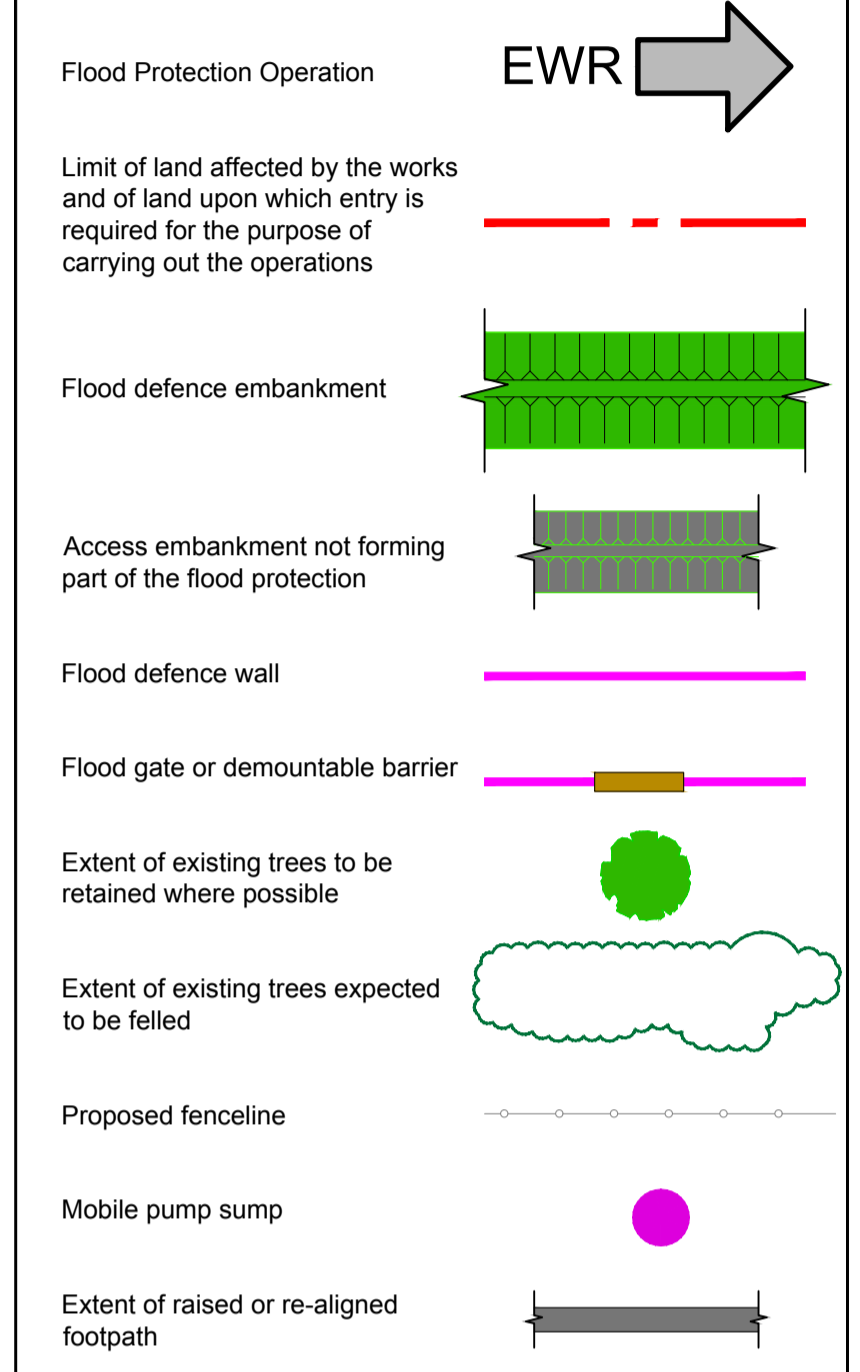 Flood Protection Operation
EWR
Limit of land affected by the works
and of land upon which entry is
required for the purpose of
carrying out the operations
Flood defence embankment
Access embankment not forming
part of the flood protection
Flood defence wall
Flood gate or demountable barrier
Extent of existing trees to be
retained where possible
Extent of existing trees expected
to be felled
Proposed fenceline
Mobile pump sump
Extent of raised or re-aligned
footpath